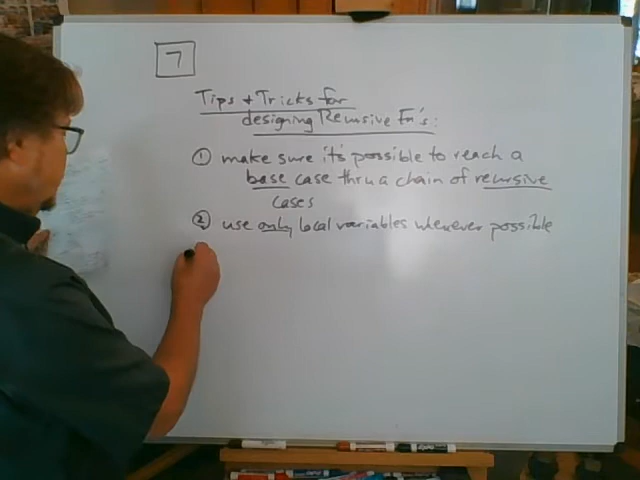 7
Tips + Tricks for
designing Recursive Fn's:
① make sure it's possible to reach a
base case thru a chain of recursive
cases
② use only local variables whenever possible